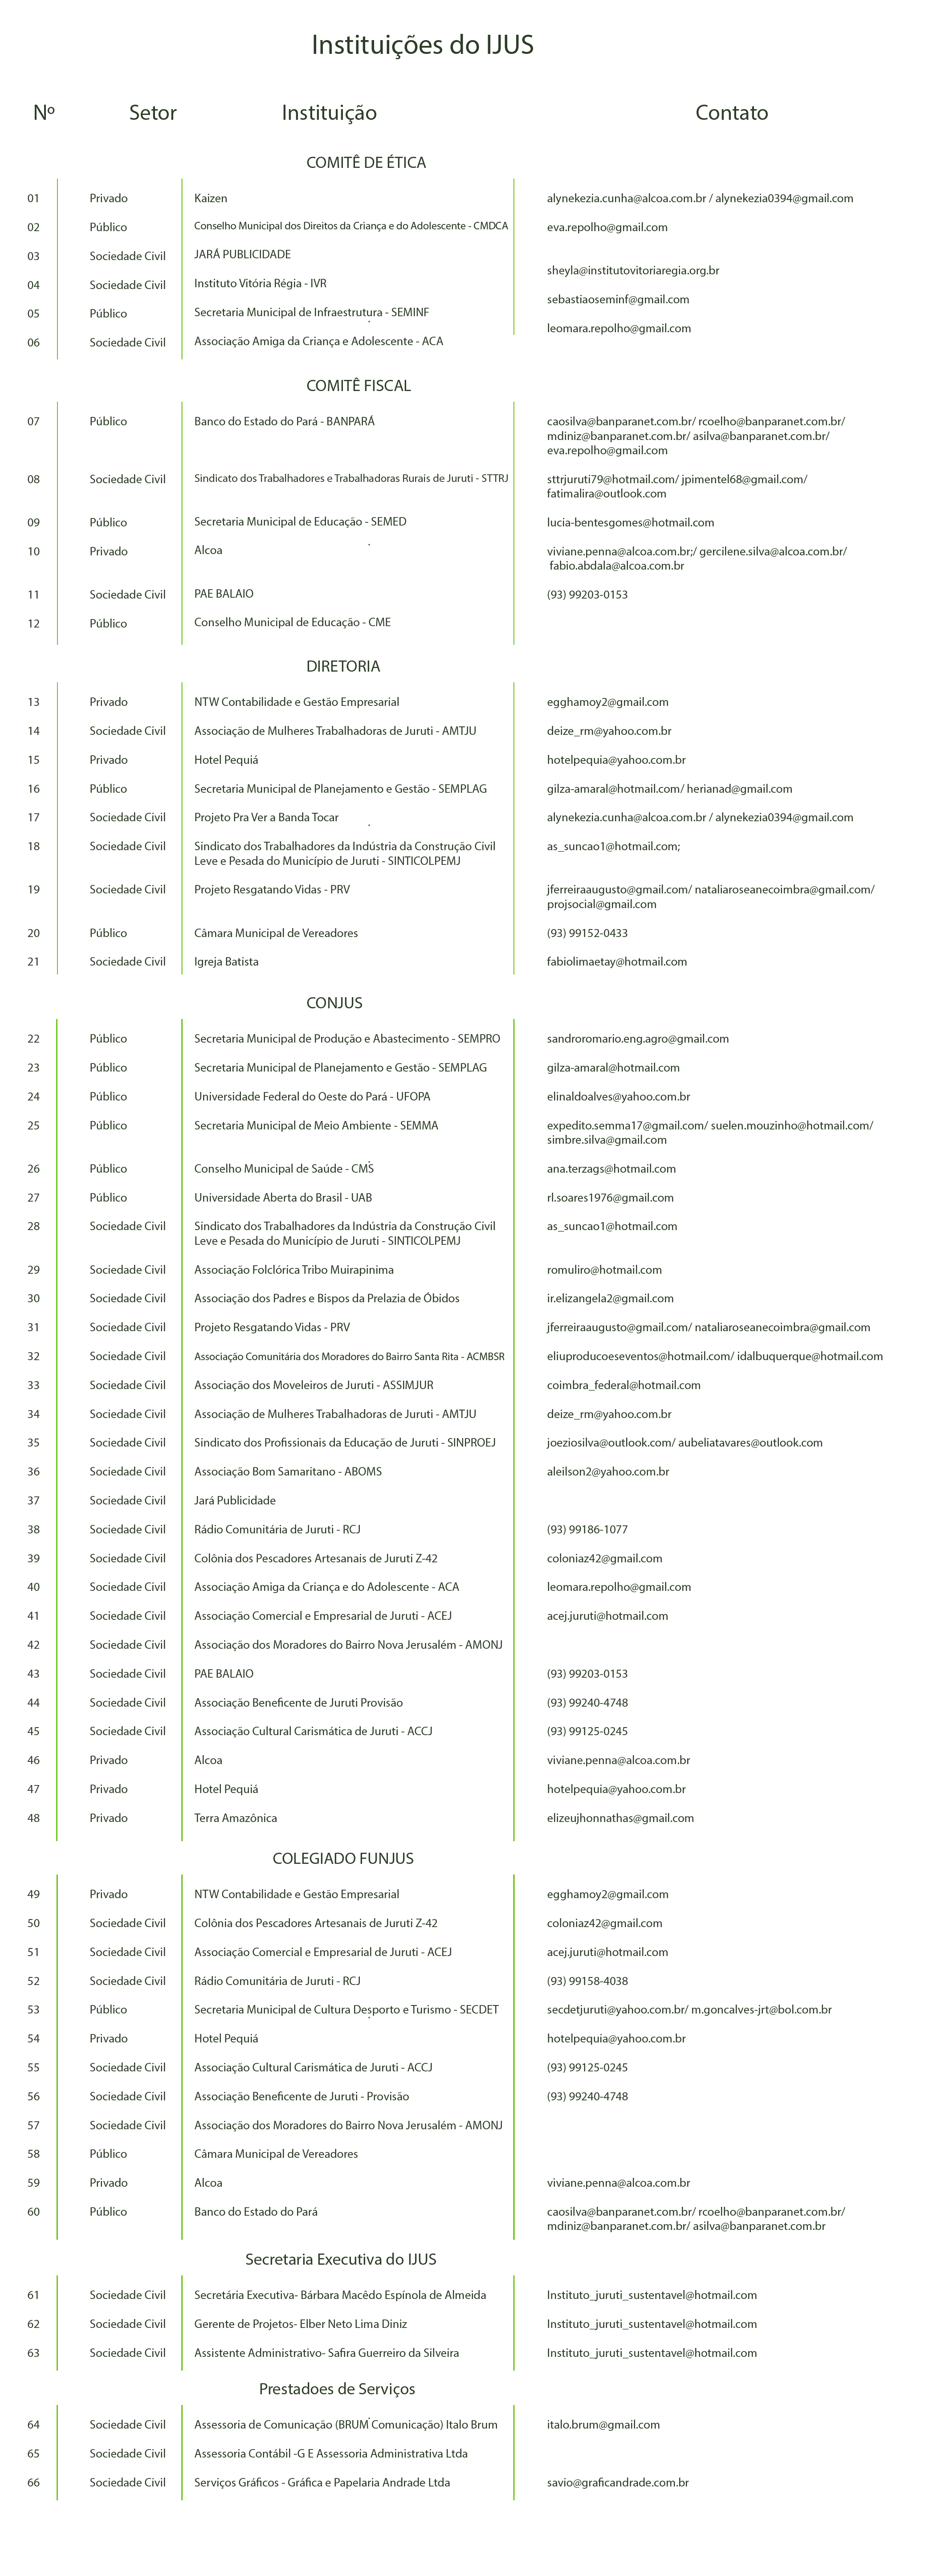 Instituições do IJUS
Nº Setor Instituição Contato
COMITÊ DE ÉTICA
01 Privado Kaizen alynekezia.cunha@alcoa.com.br / alynekezia0394@gmail.com
02 Público Conselho Municipal dos Direitos da Criança e do Adolescente - CMDCA eva.repolho@gmail.com
03 Sociedade Civil JARÁ PUBLICIDADE
sheyla@institutovitoriaregia.org.br
04 Sociedade Civil Instituto Vitória Régia - IVR
sebastiaoseminf@gmail.com
05 Público Secretaria Municipal de Infraestrutura - SEMINF
leomara.repolho@gmail.com
06 Sociedade Civil Associação Amiga da Criança e Adolescente - ACA
COMITÊ FISCAL
07 Público Banco do Estado do Pará - BANPARÁ caosilva@banparanet.com.br/ rcoelho@banparanet.com.br/
mdiniz@banparanet.com.br/ asilva@banparanet.com.br/
eva.repolho@gmail.com
08 Sociedade Civil Sindicato dos Trabalhadores e Trabalhadoras Rurais de Juruti - STTRJ sttrjuruti79@hotmail.com/ jpimentel68@gmail.com/
fatimalira@outlook.com
09 Público Secretaria Municipal de Educação - SEMED lucia-bentesgomes@hotmail.com
10 Privado Alcoa viviane.penna@alcoa.com.br;/ gercilene.silva@alcoa.com.br/
fabio.abdala@alcoa.com.br
11 Sociedade Civil PAE BALAIO (93) 99203-0153
12 Público Conselho Municipal de Educação - CME
DIRETORIA
13 Privado NTW Contabilidade e Gestão Empresarial egghamoy2@gmail.com
14 Sociedade Civil Associação de Mulheres Trabalhadoras de Juruti - AMTJU deize_rm@yahoo.com.br
15 Privado Hotel Pequiá hotelpequia@yahoo.com.br
16 Público Secretaria Municipal de Planejamento e Gestão - SEMPLAG gilza-amaral@hotmail.com/ herianad@gmail.com
17 Sociedade Civil Projeto Pra Ver a Banda Tocar alynekezia.cunha@alcoa.com.br / alynekezia0394@gmail.com
18 Sociedade Civil Sindicato dos Trabalhadores da Indústria da Construção Civil as_suncao1@hotmail.com;
Leve e Pesada do Município de Juruti - SINTICOLPEMJ
19 Sociedade Civil Projeto Resgatando Vidas - PRV jferreiraaugusto@gmail.com/ nataliaroseanecoimbra@gmail.com/
projsocial@gmail.com
20 Público Câmara Municipal de Vereadores (93) 99152-0433
21 Sociedade Civil Igreja Batista fabiolimaetay@hotmail.com
CONJUS
22 Público Secretaria Municipal de Produção e Abastecimento - SEMPRO sandroromario.eng.agro@gmail.com
23 Público Secretaria Municipal de Planejamento e Gestão - SEMPLAG gilza-amaral@hotmail.com
24 Público Universidade Federal do Oeste do Pará - UFOPA elinaldoalves@yahoo.com.br
25 Público Secretaria Municipal de Meio Ambiente - SEMMA expedito.semma17@gmail.com/ suelen.mouzinho@hotmail.com/
simbre.silva@gmail.com
26 Público Conselho Municipal de Saúde - CMS ana.terzags@hotmail.com
27 Público Universidade Aberta do Brasil - UAB rl.soares1976@gmail.com
28 Sociedade Civil Sindicato dos Trabalhadores da Indústria da Construção Civil as_suncao1@hotmail.com
Leve e Pesada do Município de Juruti - SINTICOLPEMJ
29 Sociedade Civil Associação Folclórica Tribo Muirapinima romuliro@hotmail.com
30 Sociedade Civil Associação dos Padres e Bispos da Prelazia de Óbidos ir.elizangela2@gmail.com
31 Sociedade Civil Projeto Resgatando Vidas - PRV jferreiraaugusto@gmail.com/ nataliaroseanecoimbra@gmail.com
32 Sociedade Civil Associação Comunitária dos Moradores do Bairro Santa Rita - ACMBSR eliuproducoeseventos@hotmail.com/ idalbuquerque@hotmail.com
33 Sociedade Civil Associação dos Moveleiros de Juruti - ASSIMJUR coimbra_federal@hotmail.com
34 Sociedade Civil Associação de Mulheres Trabalhadoras de Juruti - AMTJU deize_rm@yahoo.com.br
35 Sociedade Civil Sindicato dos Profissionais da Educação de Juruti - SINPROEJ joeziosilva@outlook.com/ aubeliatavares@outlook.com
36 Sociedade Civil Associação Bom Samaritano - ABOMS aleilson2@yahoo.com.br
37 Sociedade Civil Jará Publicidade
38 Sociedade Civil Rádio Comunitária de Juruti - RCJ (93) 99186-1077
39 Sociedade Civil Colônia dos Pescadores Artesanais de Juruti Z-42 coloniaz42@gmail.com
40 Sociedade Civil Associação Amiga da Criança e do Adolescente - ACA leomara.repolho@gmail.com
41 Sociedade Civil Associação Comercial e Empresarial de Juruti - ACEJ acej.juruti@hotmail.com
42 Sociedade Civil Associação dos Moradores do Bairro Nova Jerusalém - AMONJ
43 Sociedade Civil PAE BALAIO (93) 99203-0153
44 Sociedade Civil Associação Beneficente de Juruti Provisão (93) 99240-4748
45 Sociedade Civil Associação Cultural Carismática de Juruti - ACCJ (93) 99125-0245
46 Privado Alcoa viviane.penna@alcoa.com.br
47 Privado Hotel Pequiá hotelpequia@yahoo.com.br
48 Privado Terra Amazônica elizeujhonnathas@gmail.com
COLEGIADO FUNJUS
49 Privado NTW Contabilidade e Gestão Empresarial egghamoy2@gmail.com
50 Sociedade Civil Colônia dos Pescadores Artesanais de Juruti Z-42 coloniaz42@gmail.com
51 Sociedade Civil Associação Comercial e Empresarial de Juruti - ACEJ acej.juruti@hotmail.com
52 Sociedade Civil Rádio Comunitária de Juruti - RCJ (93) 99158-4038
53 Público Secretaria Municipal de Cultura Desporto e Turismo - SECDET secdetjuruti@yahoo.com.br/ m.goncalves-jrt@bol.com.br
54 Privado Hotel Pequiá hotelpequia@yahoo.com.br
55 Sociedade Civil Associação Cultural Carismática de Juruti - ACCJ (93) 99125-0245
56 Sociedade Civil Associação Beneficente de Juruti - Provisão (93) 99240-4748
57 Sociedade Civil Associação dos Moradores do Bairro Nova Jerusalém - AMONJ
58 Público Câmara Municipal de Vereadores
59 Privado Alcoa viviane.penna@alcoa.com.br
60 Público Banco do Estado do Pará caosilva@banparanet.com.br/ rcoelho@banparanet.com.br/
mdiniz@banparanet.com.br/ asilva@banparanet.com.br
Secretaria Executiva do IJUS
61 Sociedade Civil Secretária Executiva- Bárbara Macêdo Espínola de Almeida Instituto_juruti_sustentavel@hotmail.com
62 Sociedade Civil Gerente de Projetos- Elber Neto Lima Diniz Instituto_juruti_sustentavel@hotmail.com
63 Sociedade Civil Assistente Administrativo- Safira Guerreiro da Silveira Instituto_juruti_sustentavel@hotmail.com
Prestadoes de Serviços
64 Sociedade Civil Assessoria de Comunicação (BRUM Comunicação) Italo Brum italo.brum@gmail.com
65 Sociedade Civil Assessoria Contábil -G E Assessoria Administrativa Ltda
66 Sociedade Civil Serviços Gráficos - Gráfica e Papelaria Andrade Ltda savio@graficandrade.com.br